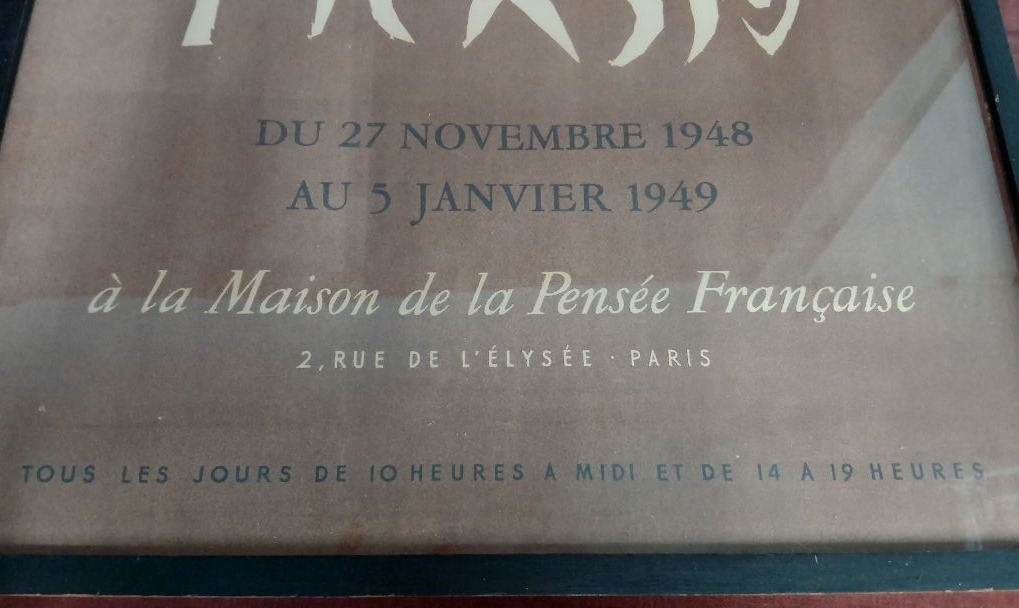 DU 27 NOVEMBRE 1948
AU 5 JANVIER 1949
à la Maison de la Pensée Française
2, RUE DE L'ÉLYSÉE · PARIS
TOUS LES JOURS DE 10 HEURES A MIDI ET DE 14 A 19 HEURES